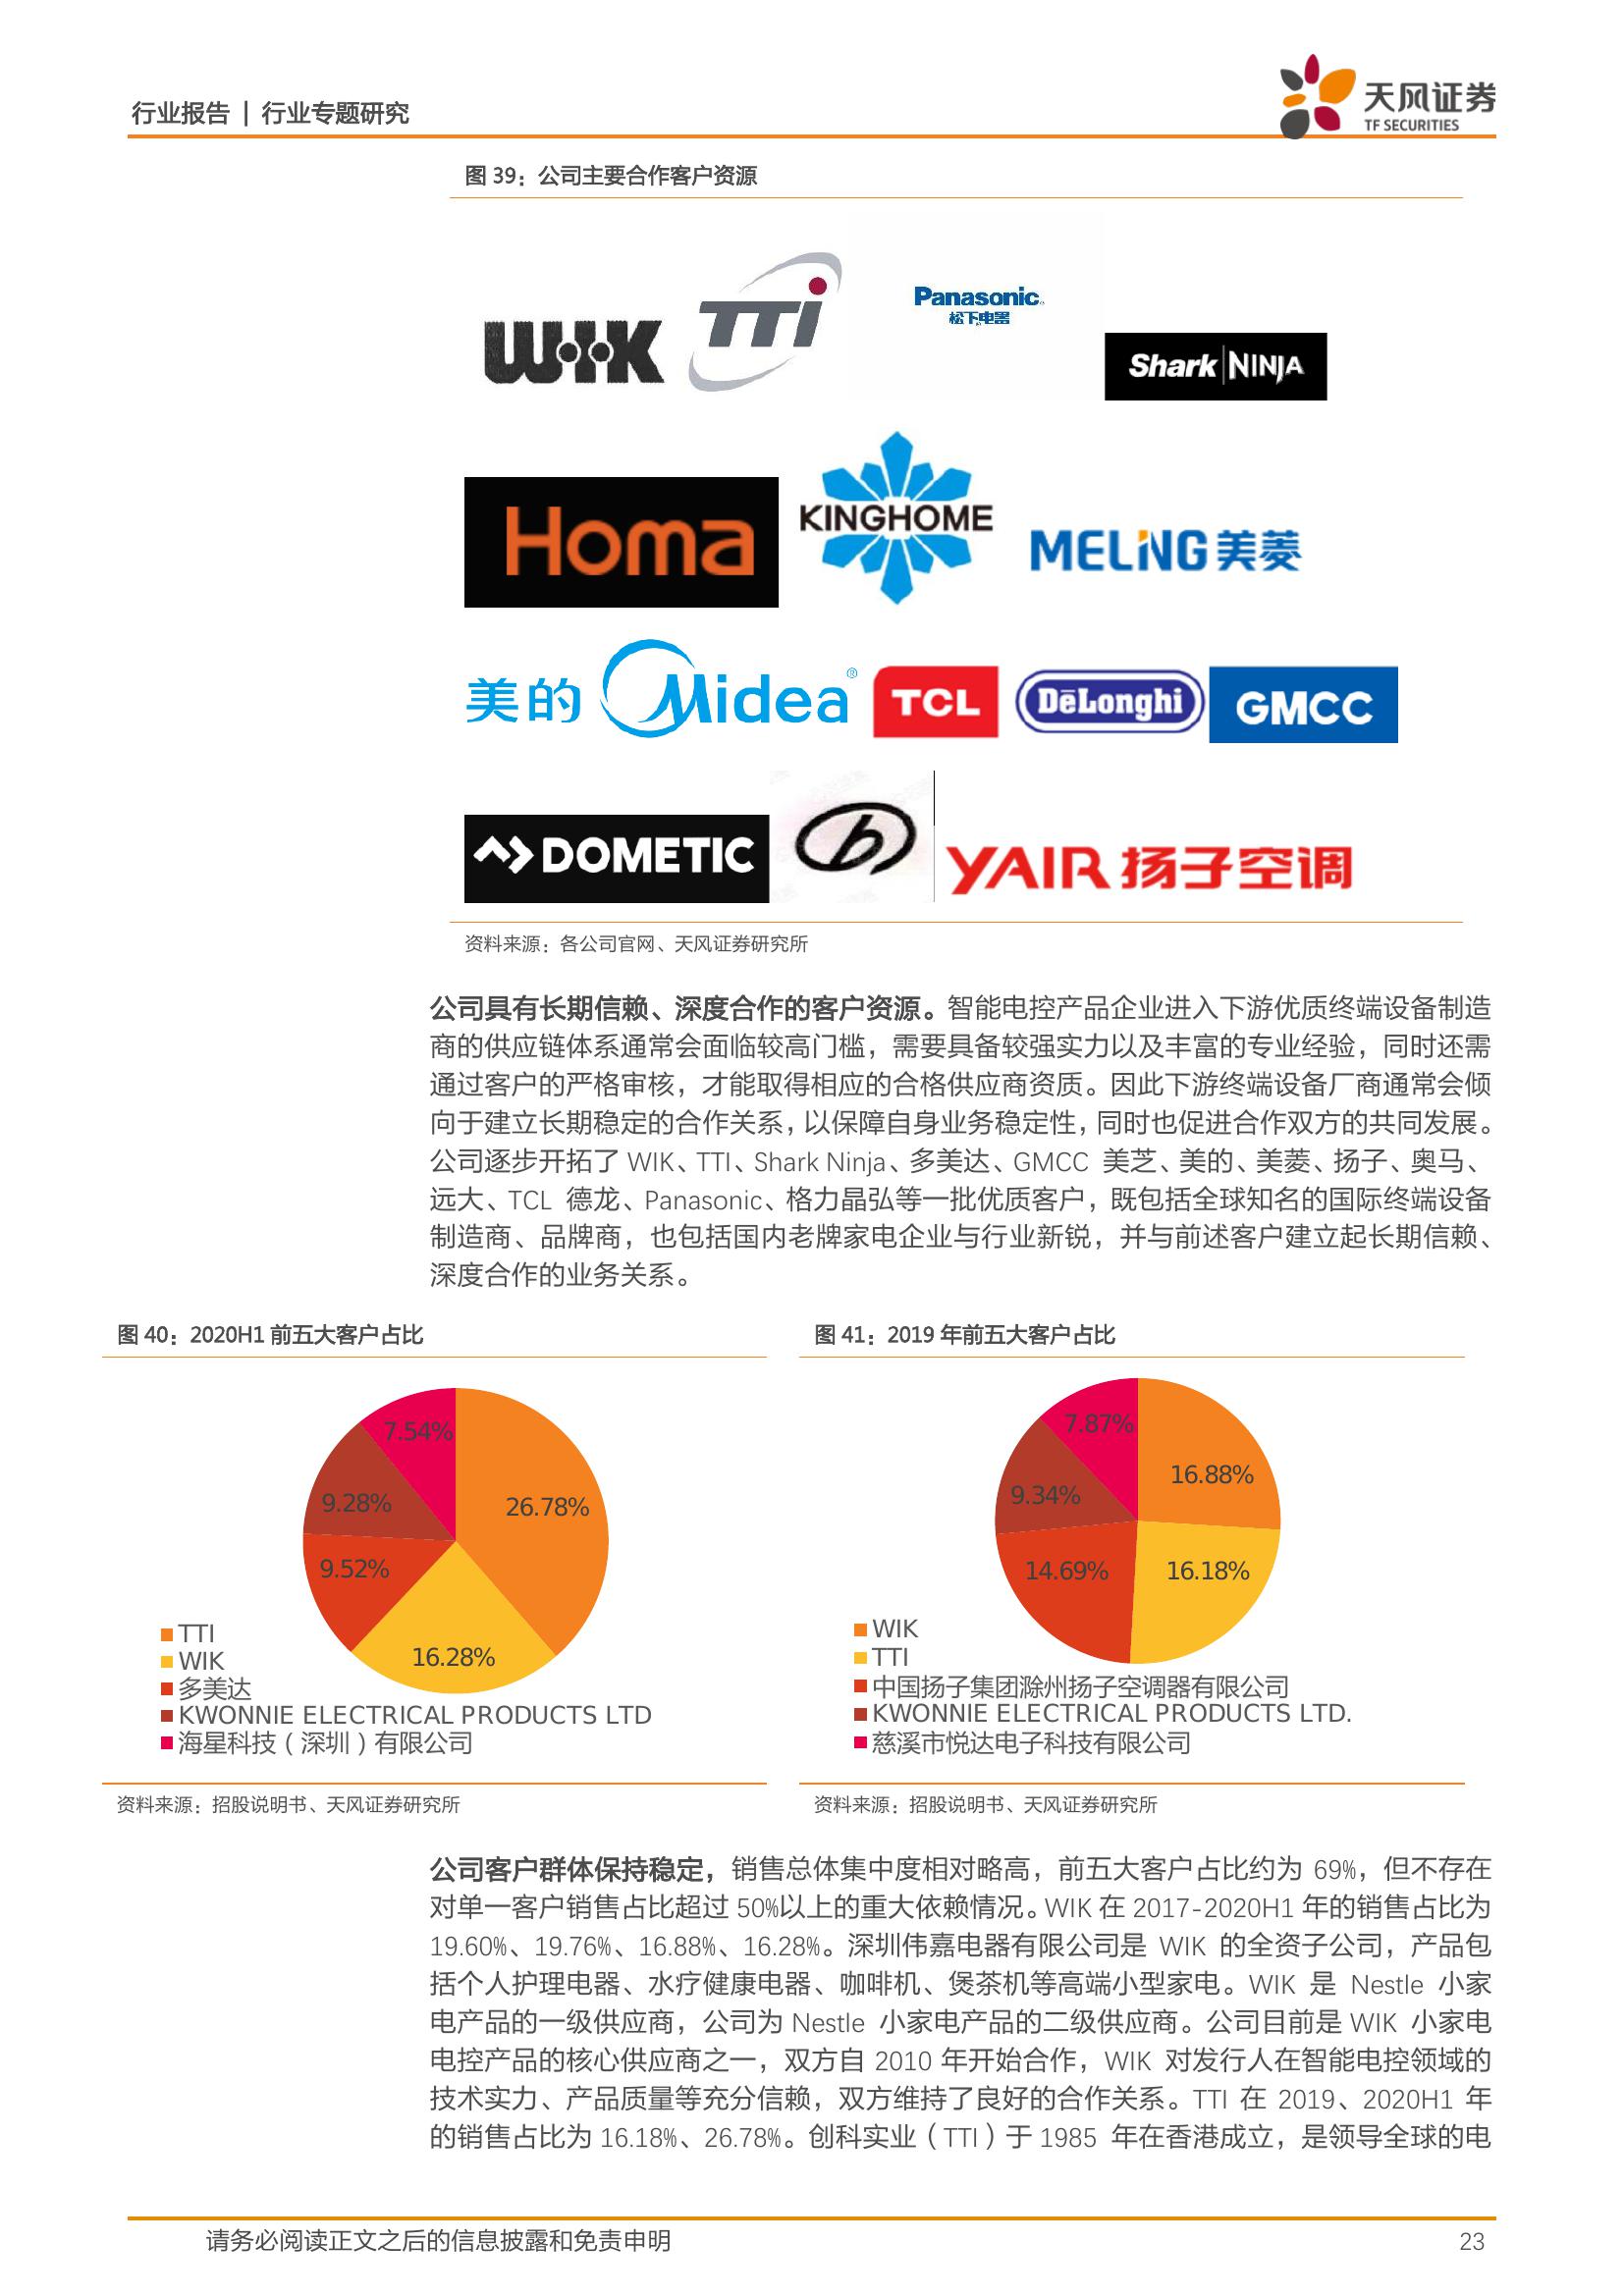 行业报告 | 行业专题研究
天风证券
TF SECURITIES
图 39：公司主要合作客户资源
WIK
TTI
Panasonic
松下电器
Shark NINJA
Homa
KINGHOME
MELING美菱
美的 Midea®
TCL
DēLonghi
GMCC
DOMETIC
YAIR 扬子空调
资料来源：各公司官网、天风证券研究所
公司具有长期信赖、深度合作的客户资源。智能电控产品企业进入下游优质终端设备制造
商的供应链体系通常会面临较高门槛，需要具备较强实力以及丰富的专业经验，同时还需
通过客户的严格审核，才能取得相应的合格供应商资质。因此下游终端设备厂商通常会倾
向于建立长期稳定的合作关系，以保障自身业务稳定性，同时也促进合作双方的共同发展。
公司逐步开拓了 WIK、TTI、Shark Ninja、多美达、GMCC 美芝、美的、美菱、扬子、奥马、
远大、TCL 德龙、Panasonic、格力晶弘等一批优质客户，既包括全球知名的国际终端设备
制造商、品牌商，也包括国内老牌家电企业与行业新锐，并与前述客户建立起长期信赖、
深度合作的业务关系。
图 40：2020H1 前五大客户占比
7.54%
26.78%
9.28%
9.52%
16.28%
TTI
WIK
多美达
KWONNIE ELECTRICAL PRODUCTS LTD
海星科技（深圳）有限公司
资料来源：招股说明书、天风证券研究所
图 41：2019 年前五大客户占比
7.87%
16.88%
9.34%
14.69%
16.18%
WIK
TTI
中国扬子集团滁州扬子空调器有限公司
KWONNIE ELECTRICAL PRODUCTS LTD.
慈溪市悦达电子科技有限公司
资料来源：招股说明书、天风证券研究所
公司客户群体保持稳定，销售总体集中度相对略高，前五大客户占比约为 69%，但不存在
对单一客户销售占比超过 50%以上的重大依赖情况。WIK 在 2017-2020H1 年的销售占比为
19.60%、19.76%、16.88%、16.28%。深圳伟嘉电器有限公司是 WIK 的全资子公司，产品包
括个人护理电器、水疗健康电器、咖啡机、煲茶机等高端小型家电。WIK 是 Nestle 小家
电产品的一级供应商，公司为 Nestle 小家电产品的二级供应商。公司目前是 WIK 小家电
电控产品的核心供应商之一，双方自 2010 年开始合作，WIK 对发行人在智能电控领域的
技术实力、产品质量等充分信赖，双方维持了良好的合作关系。TTI 在 2019、2020H1 年
的销售占比为 16.18%、26.78%。创科实业（TTI）于 1985 年在香港成立，是领导全球的电
请务必阅读正文之后的信息披露和免责申明
23